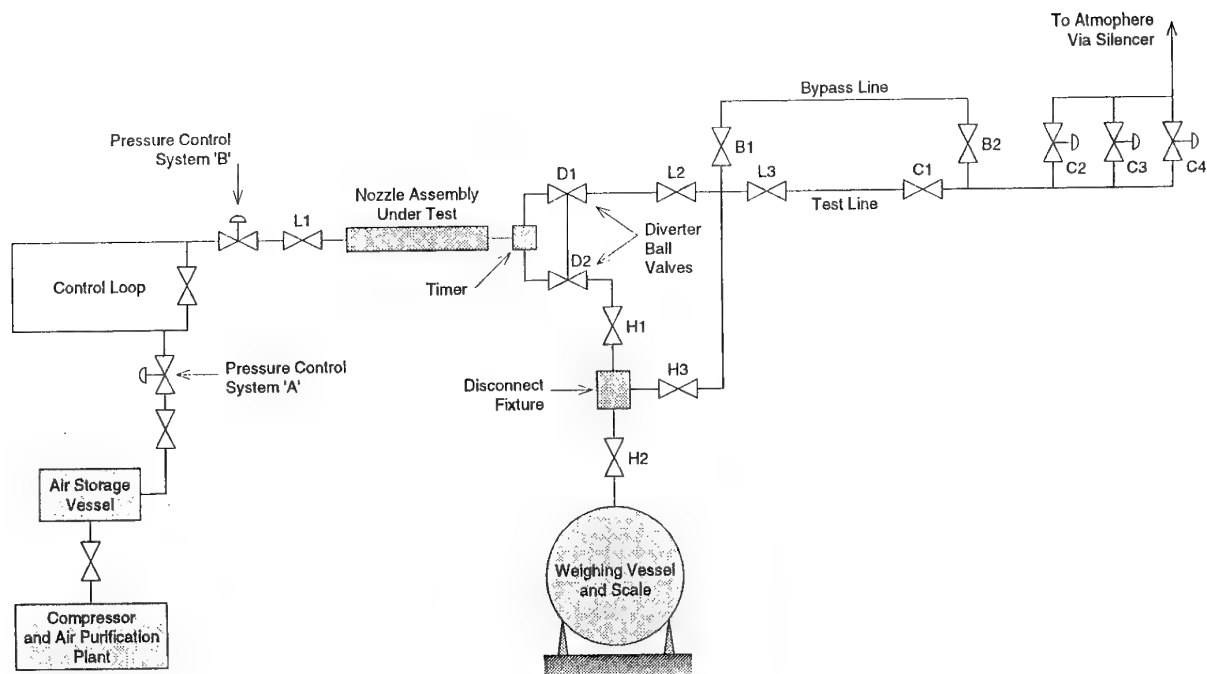 To Atmophere
Via Silencer
Bypass Line
Pressure Control
System 'B'
B1
B2
C2
C3
C4
D1
L2
L3
C1
Nozzle Assembly
Under Test
L1
Test Line
Diverter
Ball
Valves
D2
Timer
Control Loop
H1
Pressure Control
System 'A'
Disconnect
Fixture
H3
H2
Air Storage
Vessel
Weighing Vessel
and Scale
Compressor
and Air Purification
Plant